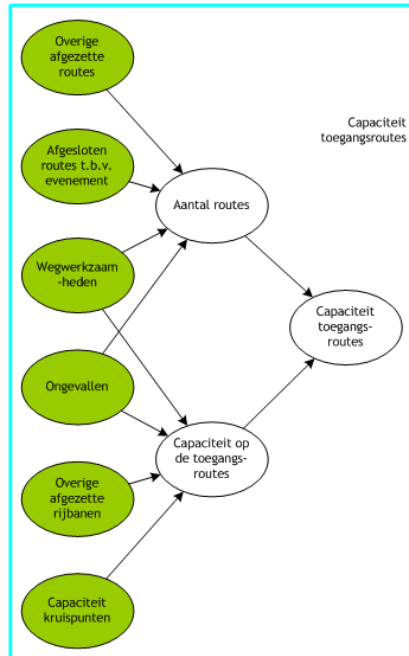 Overige
afgezette
routes
Capaciteit
toegangsroutes
Afgesloten
routes t.b.v.
evenement
Aantal routes
Wegwerkzaam
-heden
Capaciteit
toegangs-
routes
Ongevallen
Capaciteit op
de toegangs-
routes
Overige
afgezette
rijbanen
Capaciteit
kruispunten